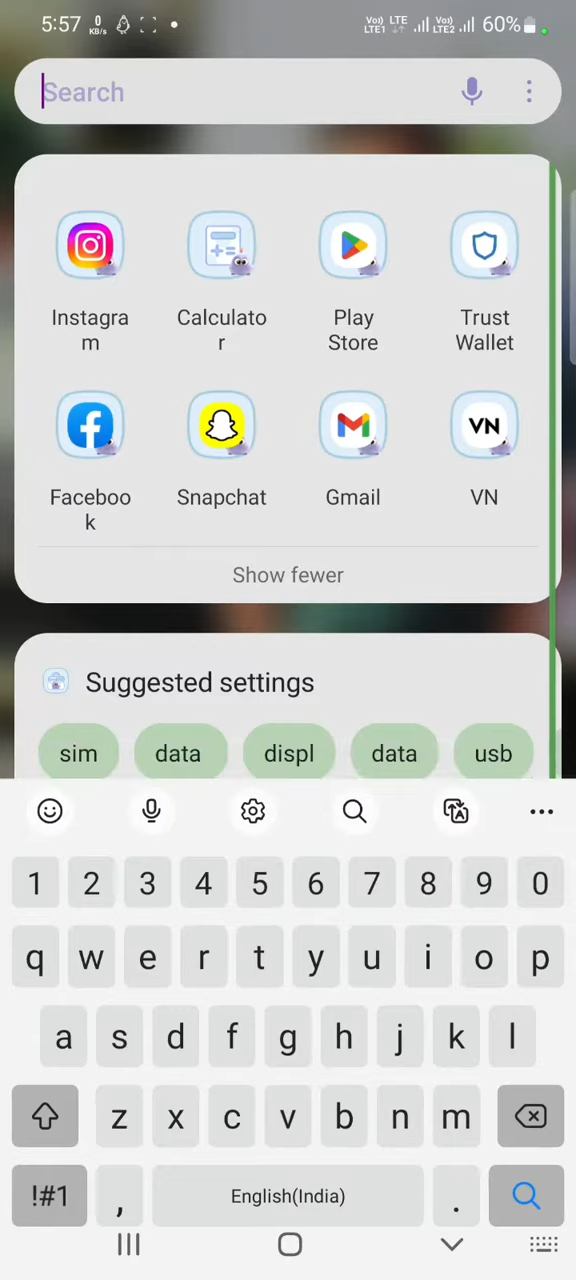 5:57 0 KB/s Vo) LTE1 LTE Vo) LTE2 60%
Search
Instagra
m
Calculato
r
Play
Store
Trust
Wallet
VN
Faceboo
k
Snapchat
Gmail
VN
Show fewer
Suggested settings
sim data displ data usb
1 2 3 4 5 6 7 8 9 0
q w e r t y u i o p
a s d f g h j k l
z x c v b n m
!#1 , English(India) .